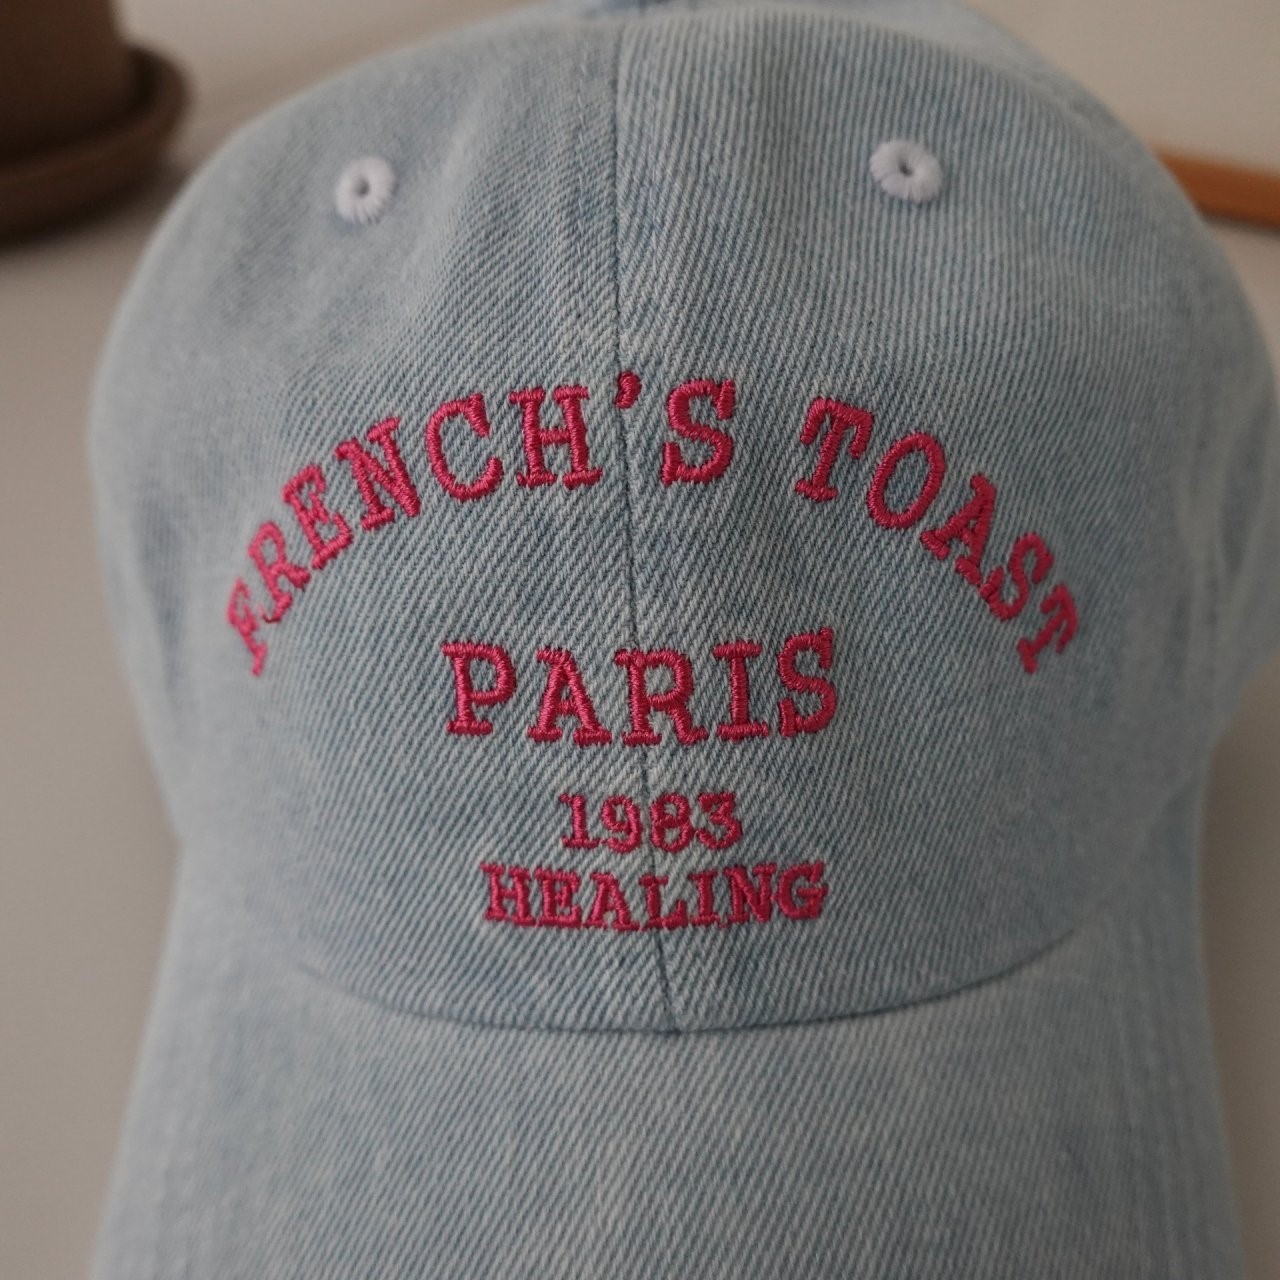 FRENCH'S TOAST
PARIS
1983
HEALING